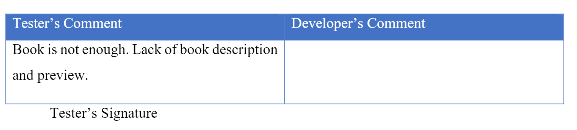 Tester’s Comment Developer’s Comment
Book is not enough. Lack of book description
and preview.
Tester’s Signature